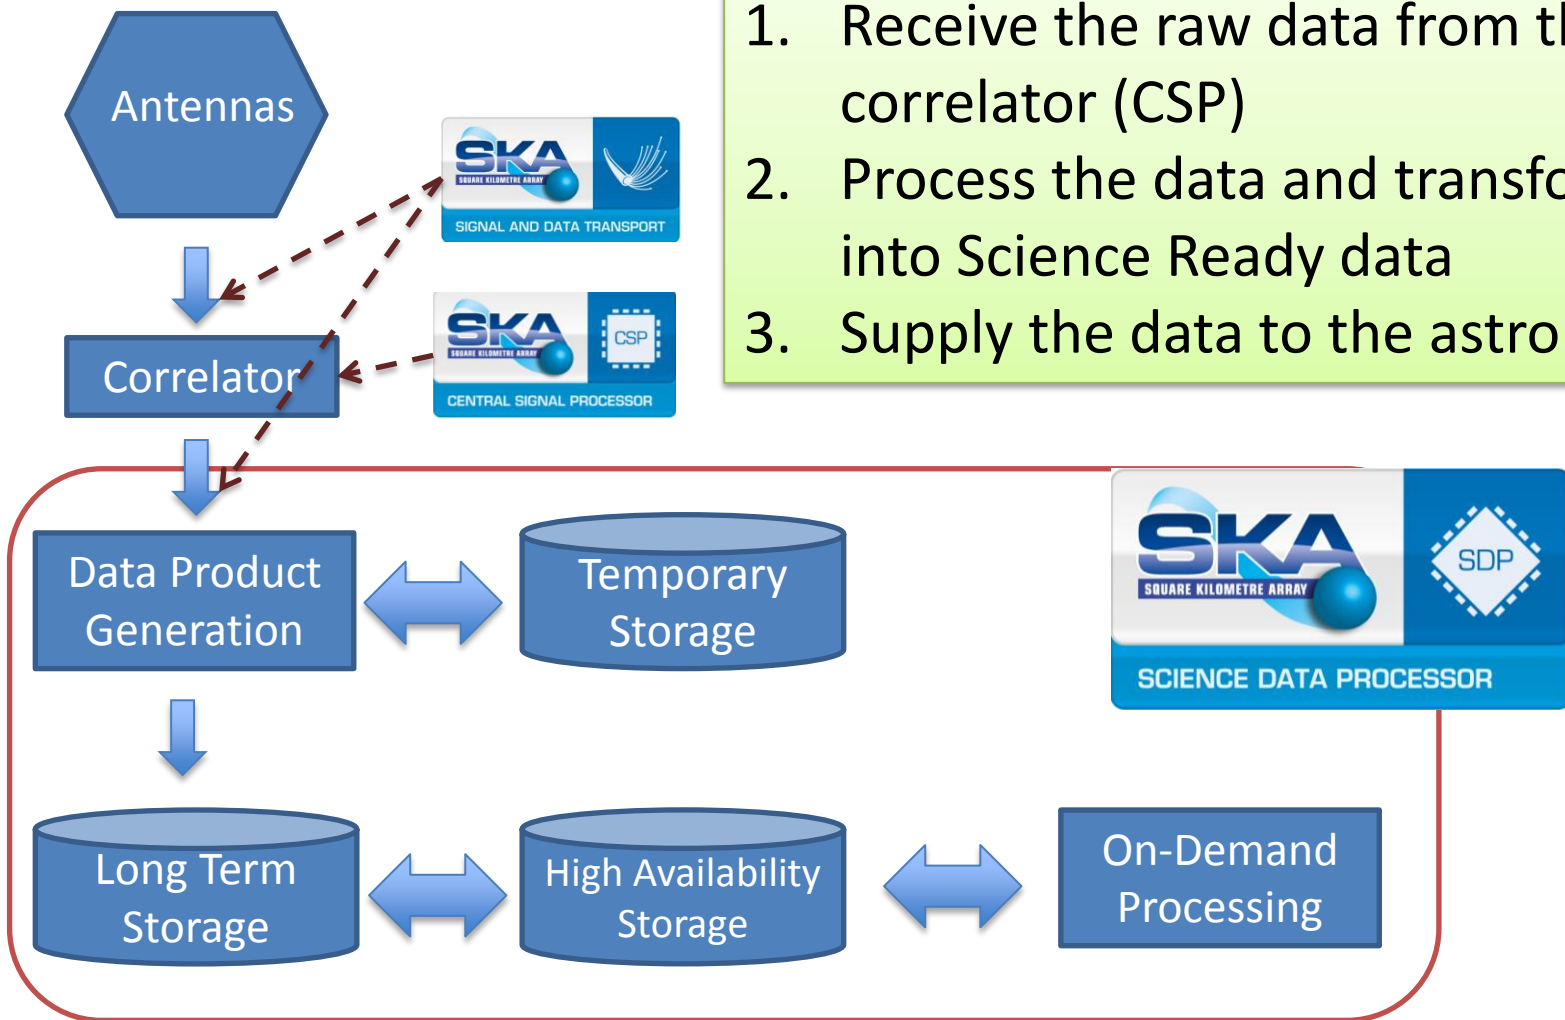 Antennas
SKA
SQUARE KILOMETRE ARRAY
SIGNAL AND DATA TRANSPORT
1. Receive the raw data from
correlator (CSP)
2. Process the data and
into Science Ready data
3. Supply the data to the
Correlator
SKA
SQUARE KILOMETRE ARRAY
CSP
CENTRAL SIGNAL PROCESSOR
Data Product
Generation
Temporary
Storage
SKA
SQUARE KILOMETRE ARRAY
SDP
SCIENCE DATA PROCESSOR
Long Term
Storage
High Availability
Storage
On-Demand
Processing